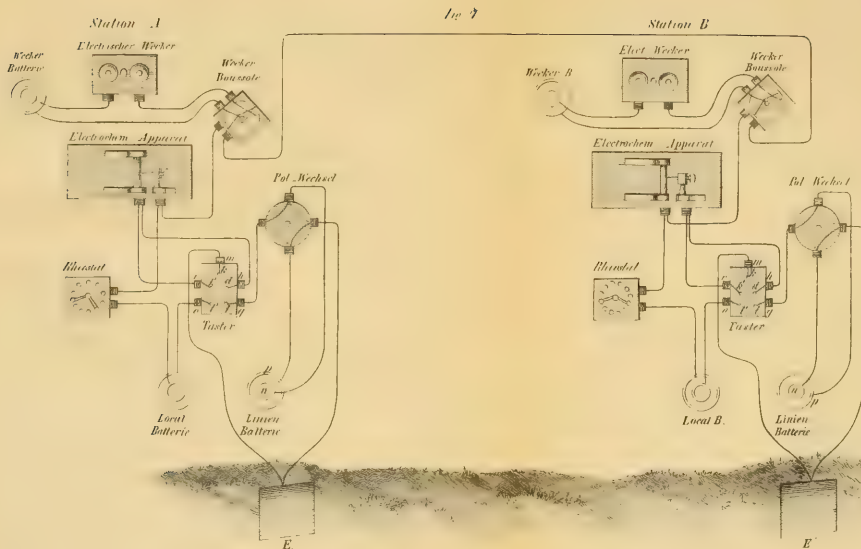 Station A
Station B
Electrischer Wecker
Elect Wecker
Wecker
Batterie
Wecker
Boussole
Wecker B
Wecker
Boussole
Electrochem Apparat
Electrochem Apparat
Pol Wechsel
Pol Wechsel
Rheostat
Rheostat
m
k
d
h
g
Taster
m
k
d
h
g
Taster
p
n
n
p
Local
Batterie
Linien
Batterie
Local B.
Linien
Batterie
E
E'